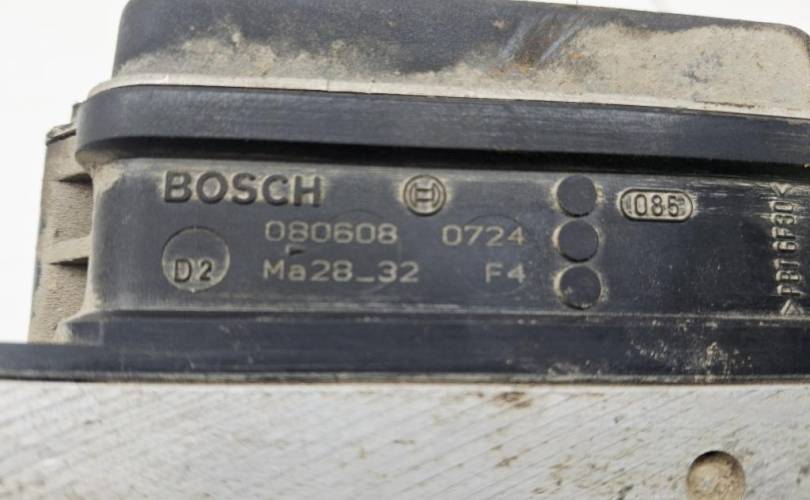 BOSCH
085
080608 0724
D2
Ma28_32 F4
>PBT GF30<